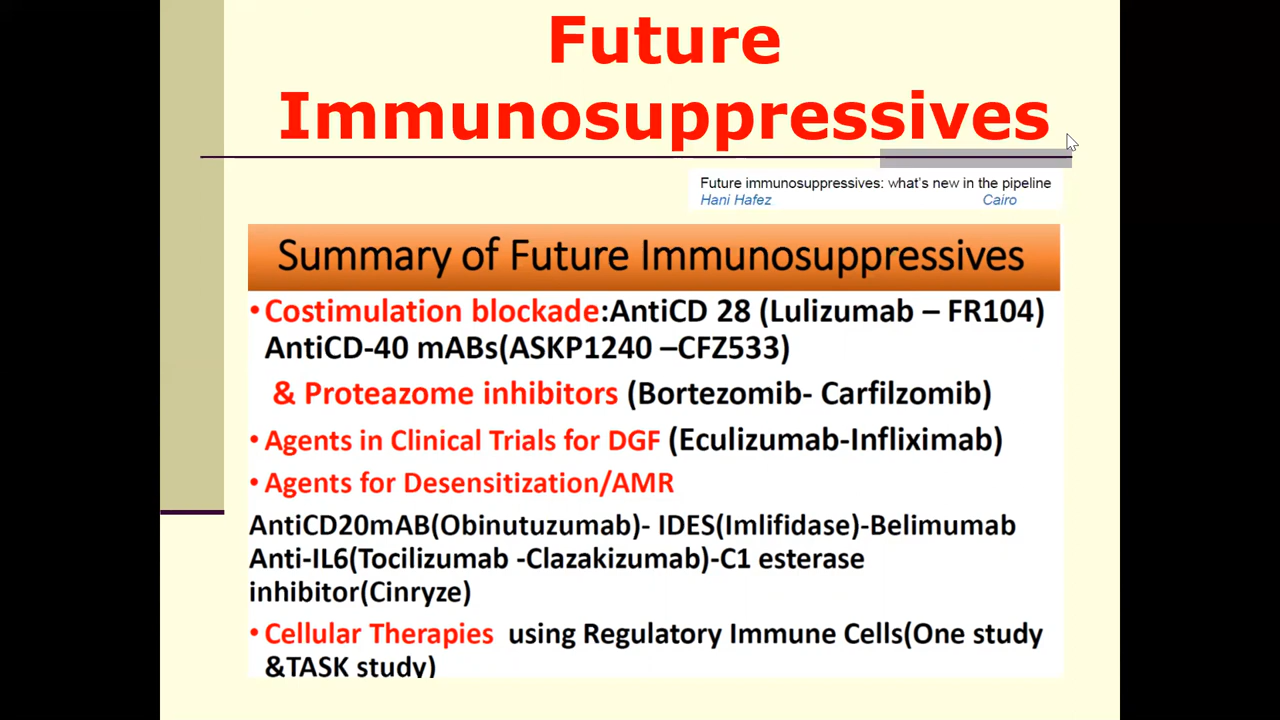 Future
Immunosuppressives
Future immunosuppressives: what's new in the pipeline
Hani Hafez Cairo
Summary of Future Immunosuppressives
•Costimulation blockade:AntiCD 28 (Lulizumab – FR104)
AntiCD-40 mABs(ASKP1240 –CFZ533)
& Proteazome inhibitors (Bortezomib- Carfilzomib)
•Agents in Clinical Trials for DGF (Eculizumab-Infliximab)
•Agents for Desensitization/AMR
AntiCD20mAB(Obinutuzumab)- IDES(Imlifidase)-Belimumab
Anti-IL6(Tocilizumab -Clazakizumab)-C1 esterase
inhibitor(Cinryze)
•Cellular Therapies using Regulatory Immune Cells(One study
&TASK study)